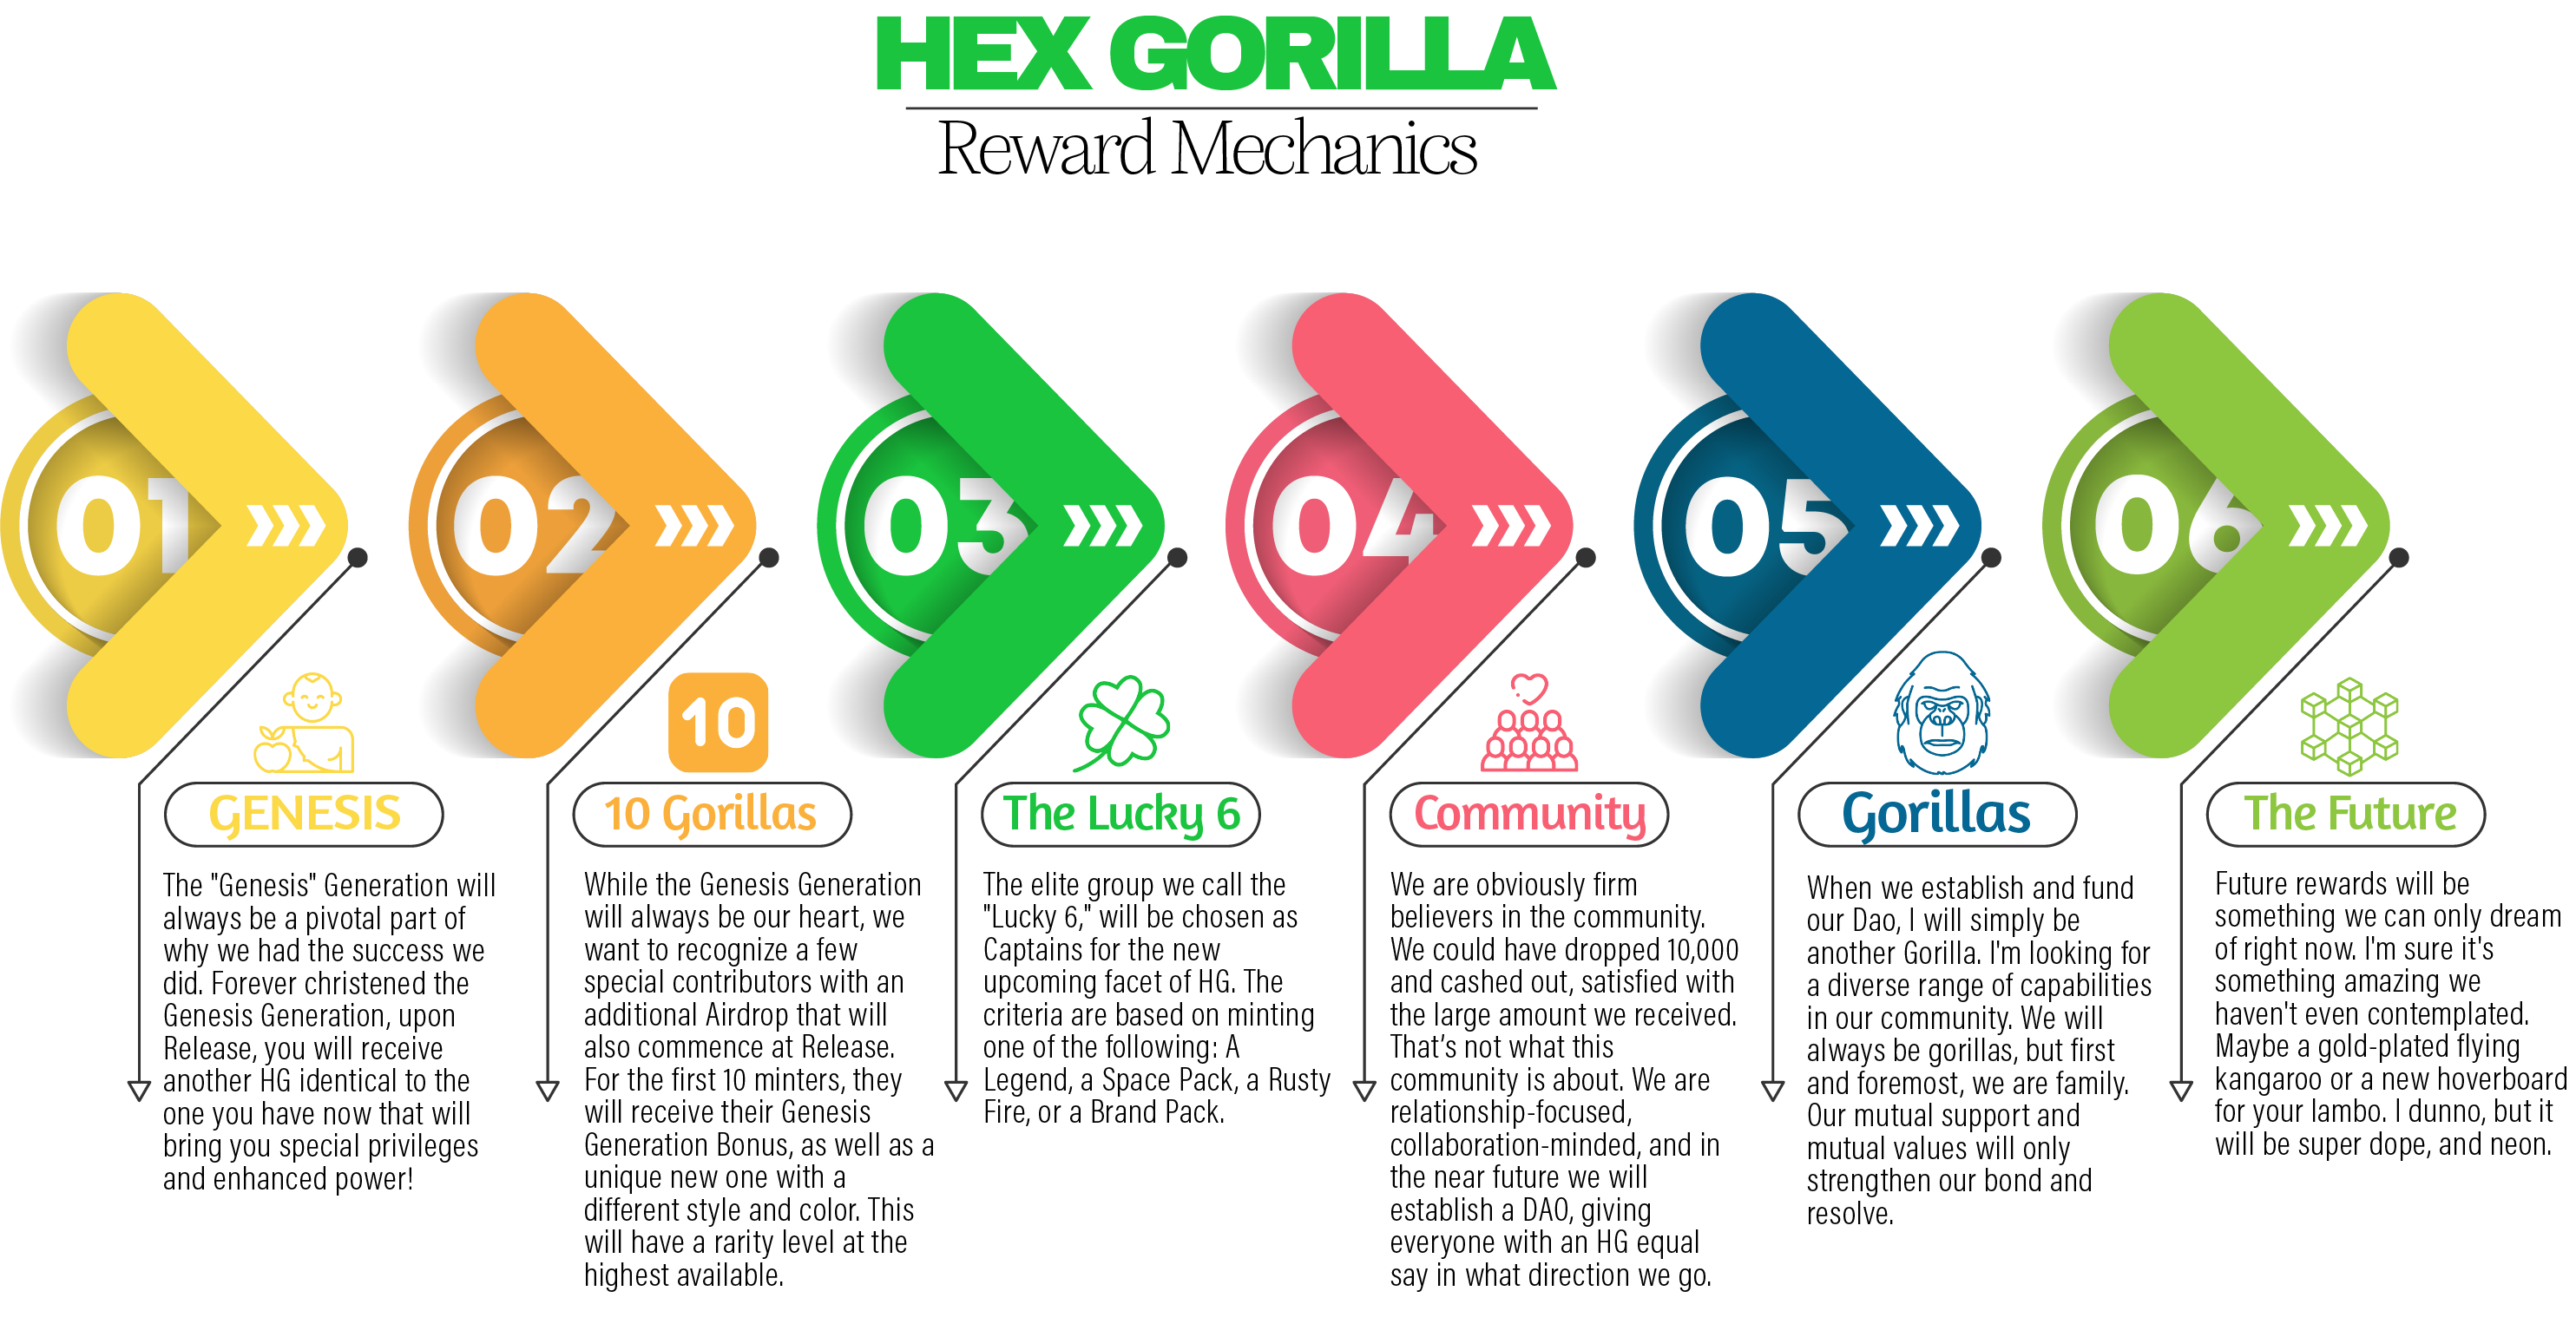 HEX GORILLA
Reward Mechanics
01
02
03
04
05
06
10
GENESIS
The "Genesis" Generation will
always be a pivotal part of
why we had the success we
did. Forever christened the
Genesis Generation, upon
Release, you will receive
another HG identical to the
one you have now that will
bring you special privileges
and enhanced power!
10 Gorillas
While the Genesis Generation
will always be our heart, we
want to recognize a few
special contributors with an
additional Airdrop that will
also commence at Release.
For the first 10 minters, they
will receive their Genesis
Generation Bonus, as well as a
unique new one with a
different style and color. This
will have a rarity level at the
highest available.
The Lucky 6
The elite group we call the
"Lucky 6," will be chosen as
Captains for the new
upcoming facet of HG. The
criteria are based on minting
one of the following: A
Legend, a Space Pack, a Rusty
Fire, or a Brand Pack.
Community
We are obviously firm
believers in the community.
We could have dropped 10,000
and cashed out, satisfied with
the large amount we received.
That's not what this
community is about. We are
relationship-focused,
collaboration-minded, and in
the near future we will
establish a DAO, giving
everyone with an HG equal
say in what direction we go.
Gorillas
When we establish and fund
our Dao, I will simply be
another Gorilla. I'm looking for
a diverse range of capabilities
in our community. We will
always be gorillas, but first
and foremost, we are family.
Our mutual support and
mutual values will only
strengthen our bond and
resolve.
The Future
Future rewards will be
something we can only dream
of right now. I'm sure it's
something amazing we
haven't even contemplated.
Maybe a gold-plated flying
kangaroo or a new hoverboard
for your lambo. I dunno, but it
will be super dope, and neon.